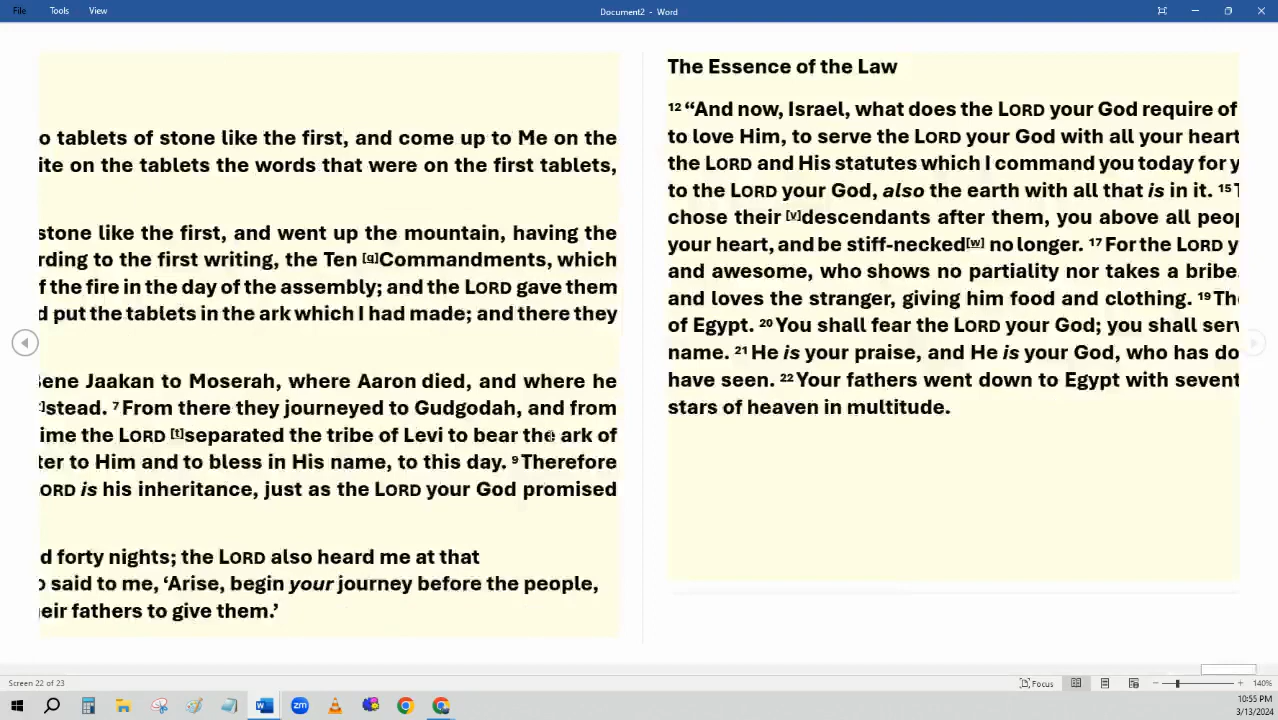 File Tools View Document2 - Word
o tablets of stone like the first, and come up to Me on the
ite on the tablets the words that were on the first tablets,
stone like the first, and went up the mountain, having the
rding to the first writing, the Ten [q]Commandments, which
f the fire in the day of the assembly; and the LORD gave them
d put the tablets in the ark which I had made; and there they
Bene Jaakan to Moserah, where Aaron died, and where he
]stead. 7 From there they journeyed to Gudgodah, and from
ime the LORD [t]separated the tribe of Levi to bear the ark of
ter to Him and to bless in His name, to this day. 9 Therefore
ORD is his inheritance, just as the LORD your God promised
d forty nights; the LORD also heard me at that
o said to me, ‘Arise, begin your journey before the people,
eir fathers to give them.’
The Essence of the Law
12 “And now, Israel, what does the LORD your God require of
to love Him, to serve the LORD your God with all your heart
the LORD and His statutes which I command you today for y
to the LORD your God, also the earth with all that is in it. 15 T
chose their [v]descendants after them, you above all peop
your heart, and be stiff-necked[w] no longer. 17 For the LORD y
and awesome, who shows no partiality nor takes a bribe.
and loves the stranger, giving him food and clothing. 19 The
of Egypt. 20 You shall fear the LORD your God; you shall serv
name. 21 He is your praise, and He is your God, who has do
have seen. 22 Your fathers went down to Egypt with sevent
stars of heaven in multitude.
Screen 22 of 23 Focus 140%
zm
10:55 PM
3/13/2024